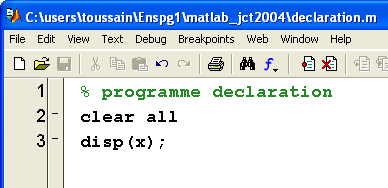 C:\users\toussain\Enspg1\matlab_jct2004\declaration.m
File Edit View Text Debug Breakpoints Web Window Help
1 % programme declaration
2 - clear all
3 - disp(x);